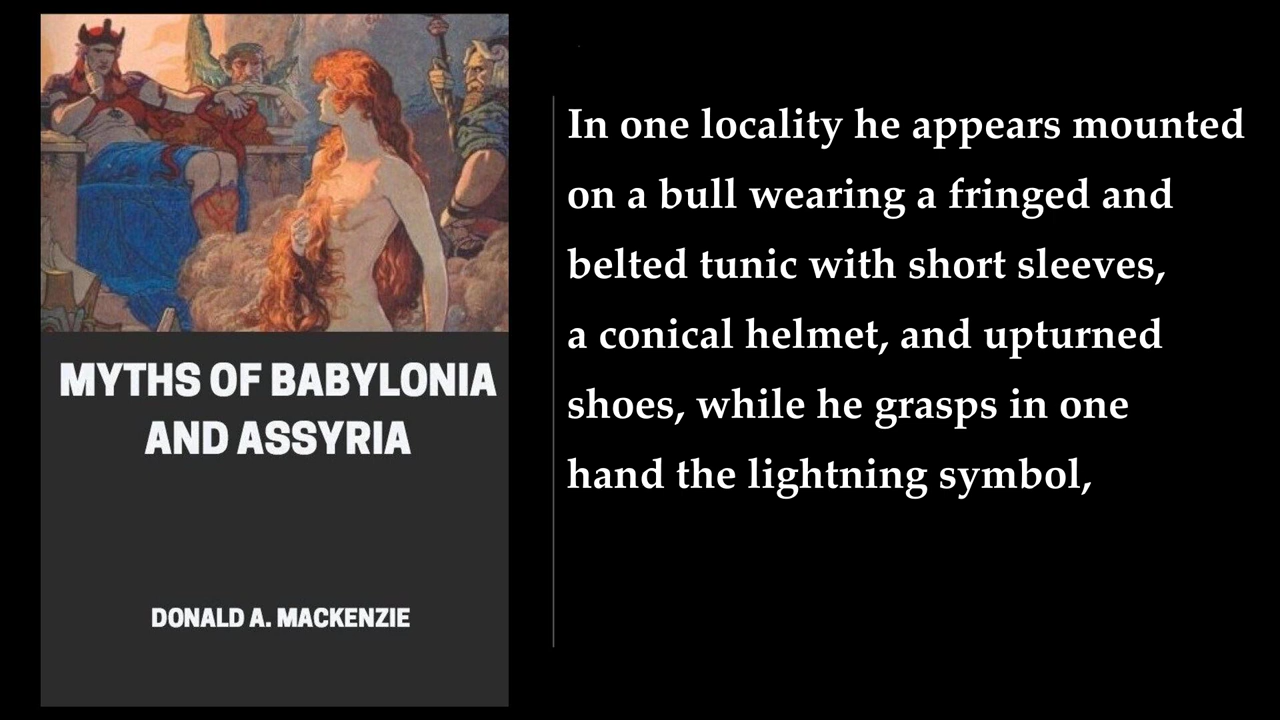 MYTHS OF BABYLONIA
AND ASSYRIA
DONALD A. MACKENZIE
In one locality he appears mounted
on a bull wearing a fringed and
belted tunic with short sleeves,
a conical helmet, and upturned
shoes, while he grasps in one
hand the lightning symbol,